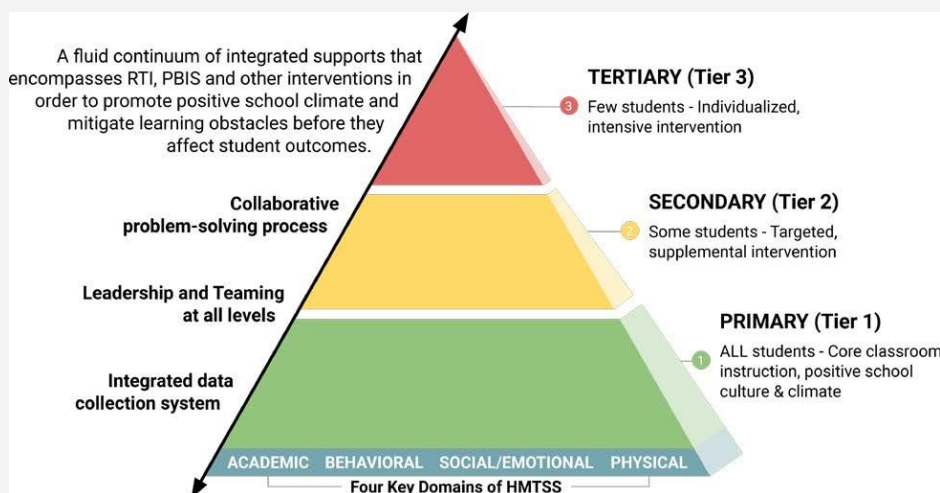 A fluid continuum of integrated supports that
encompasses RTI, PBIS and other interventions in
order to promote positive school climate and
mitigate learning obstacles before they
affect student outcomes.
TERTIARY (Tier 3)
3
Few students - Individualized,
intensive intervention
Collaborative
problem-solving process
SECONDARY (Tier 2)
2
Some students - Targeted,
supplemental intervention
Leadership and Teaming
at all levels
PRIMARY (Tier 1)
1
ALL students - Core classroom
instruction, positive school
culture & climate
Integrated data
collection system
ACADEMIC BEHAVIORAL SOCIAL/EMOTIONAL PHYSICAL
Four Key Domains of HMTSS